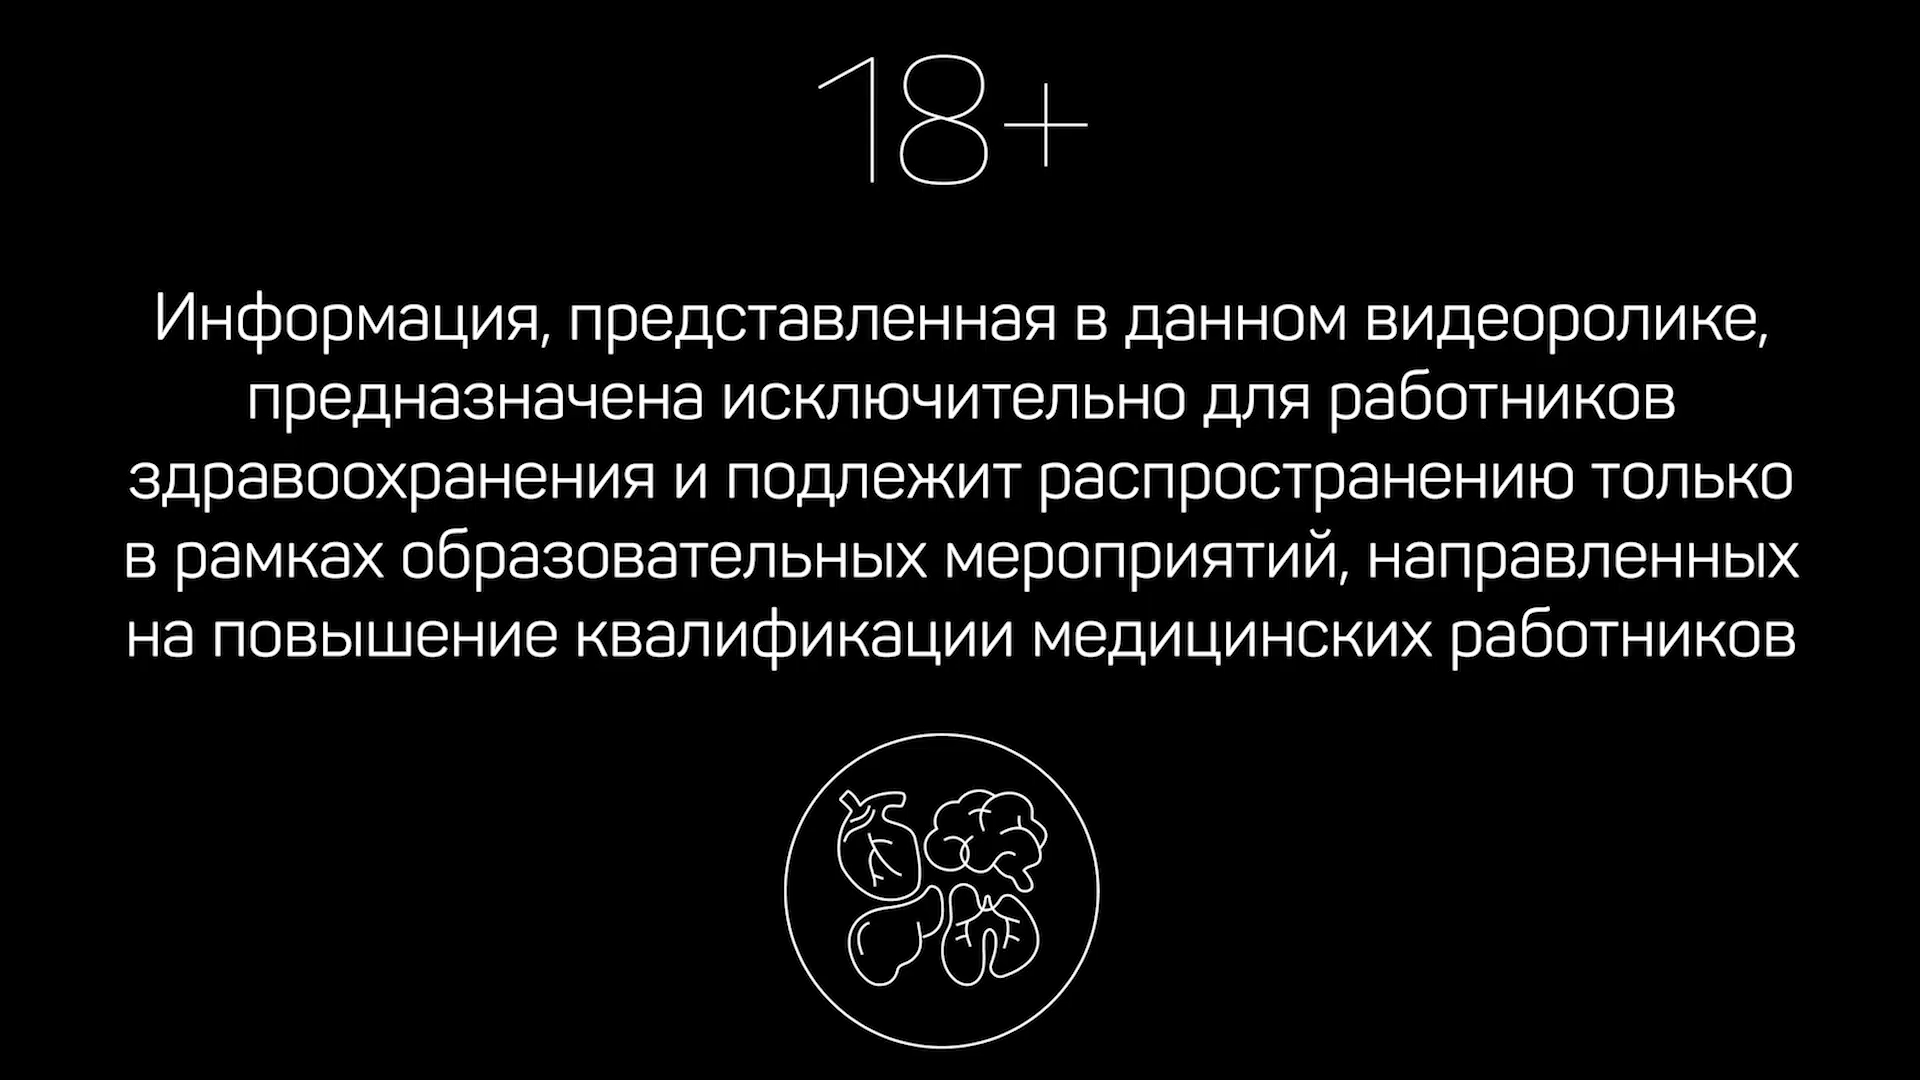 18+
Информация, представленная в данном видеоролике,
предназначена исключительно для работников
здравоохранения и подлежит распространению только
в рамках образовательных мероприятий, направленных
на повышение квалификации медицинских работников